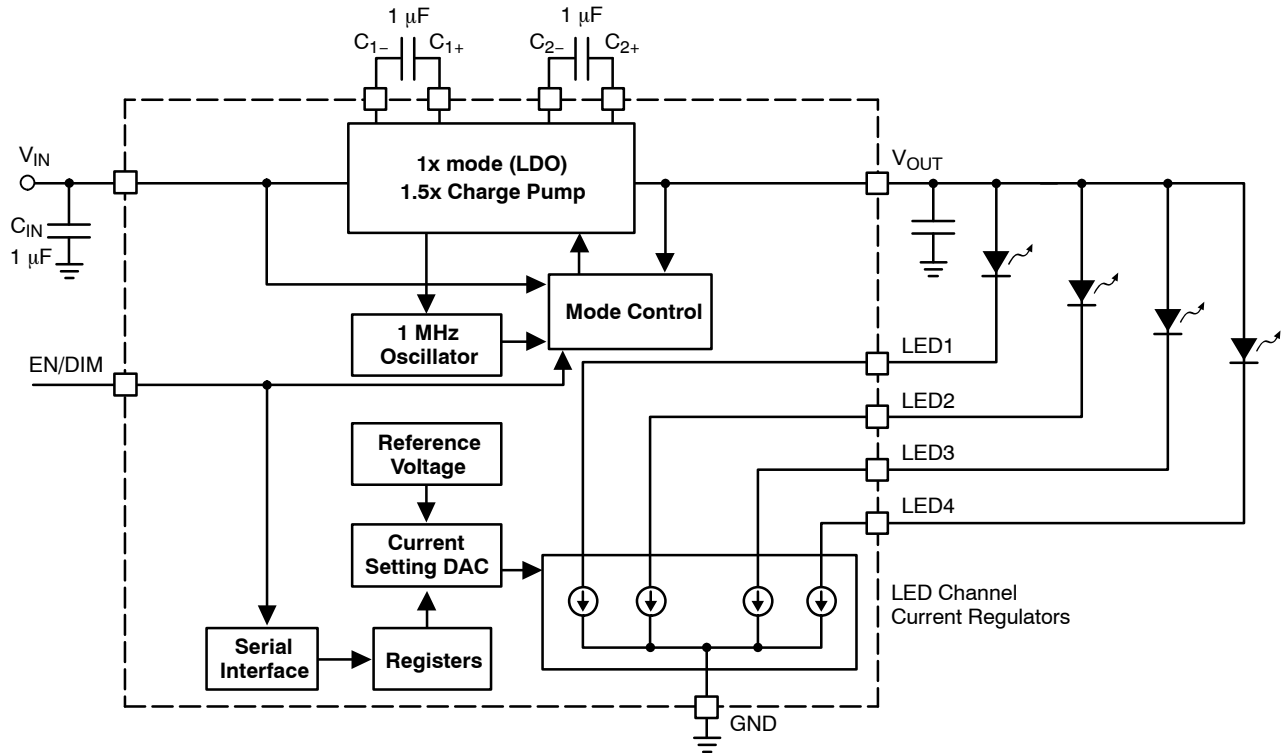 1 μF
C1– C1+
1 μF
C2– C2+
VIN
CIN
1 μF
1x mode (LDO)
1.5x Charge Pump
VOUT
Mode Control
1 MHz
Oscillator
EN/DIM
LED1
LED2
LED3
LED4
Reference
Voltage
Current
Setting DAC
LED Channel
Current Regulators
Serial
Interface
Registers
GND